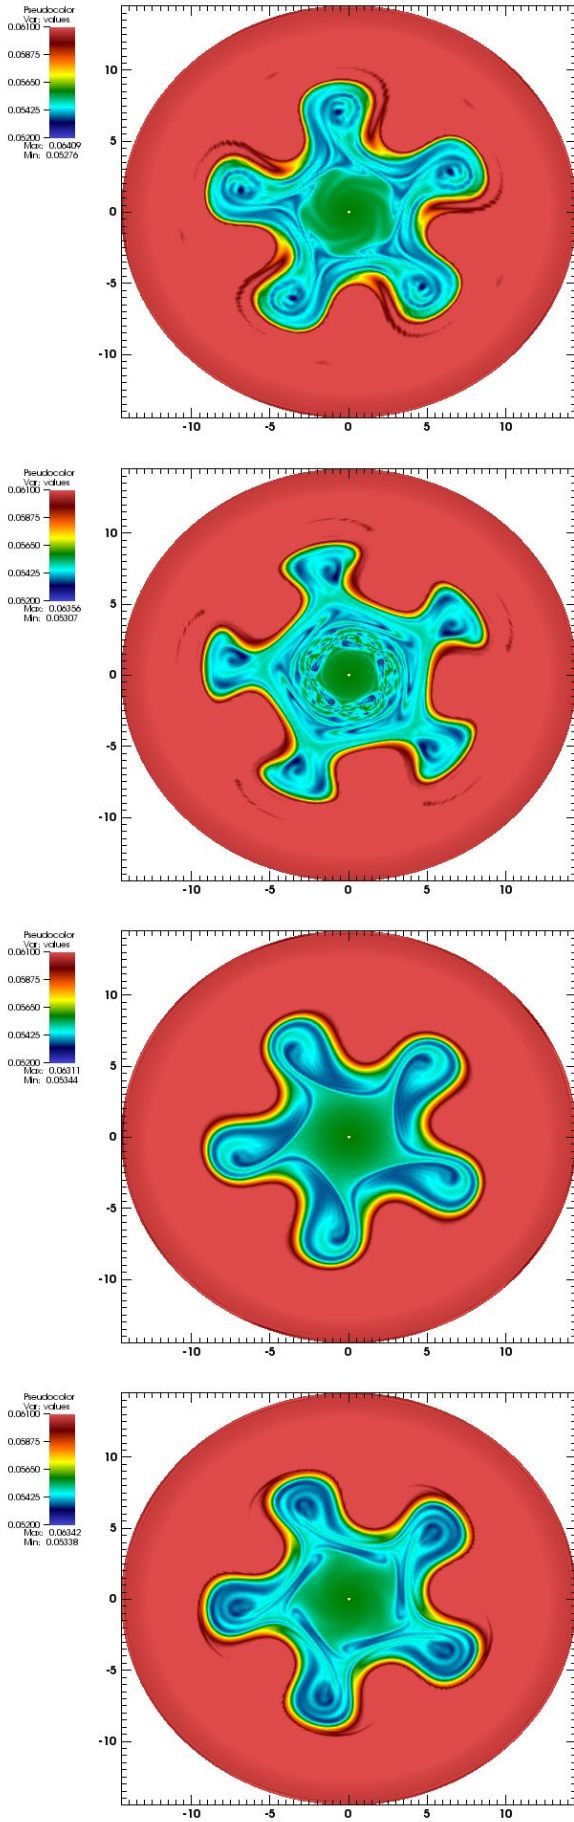 Pseudocolor
Var: values
0.06100
0.05875
0.05650
0.05425
0.05200
Max: 0.06409
Min: 0.05276
10
5
0
-5
-10
-10 -5 0 5 10
Pseudocolor
Var: values
0.06100
0.05875
0.05650
0.05425
0.05200
Max: 0.06356
Min: 0.05307
10
5
0
-5
-10
-10 -5 0 5 10
Pseudocolor
Var: values
0.06100
0.05875
0.05650
0.05425
0.05200
Max: 0.06311
Min: 0.05344
10
5
0
-5
-10
-10 -5 0 5 10
Pseudocolor
Var: values
0.06100
0.05875
0.05650
0.05425
0.05200
Max: 0.06342
Min: 0.05338
10
5
0
-5
-10
-10 -5 0 5 10